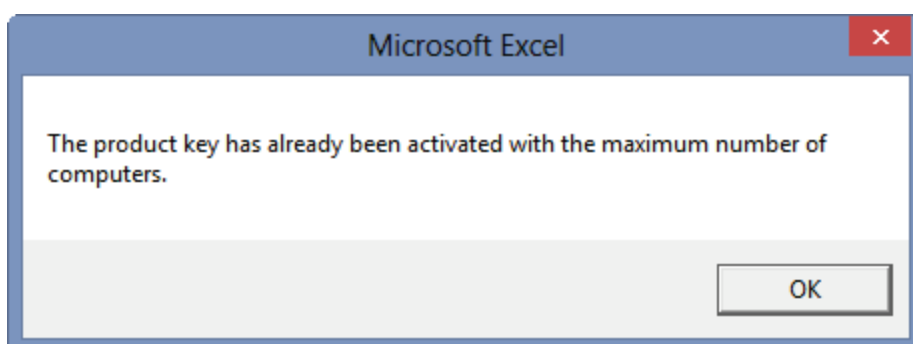 Microsoft Excel
The product key has already been activated with the maximum number of
computers.
OK